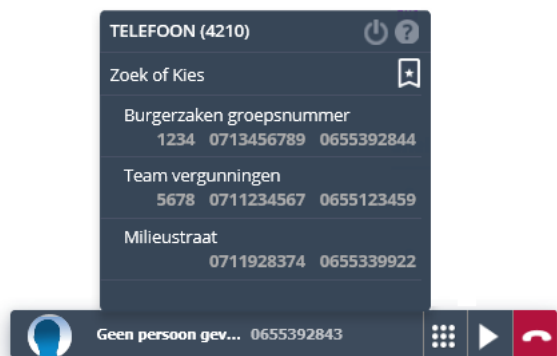 TELEFOON (4210)
Zoek of Kies
Burgerzaken groepsnummer
1234 0713456789 0655392844
Team vergunningen
5678 0711234567 0655123459
Milieustraat
0711928374 0655339922
Geen persoon gev... 0655392843